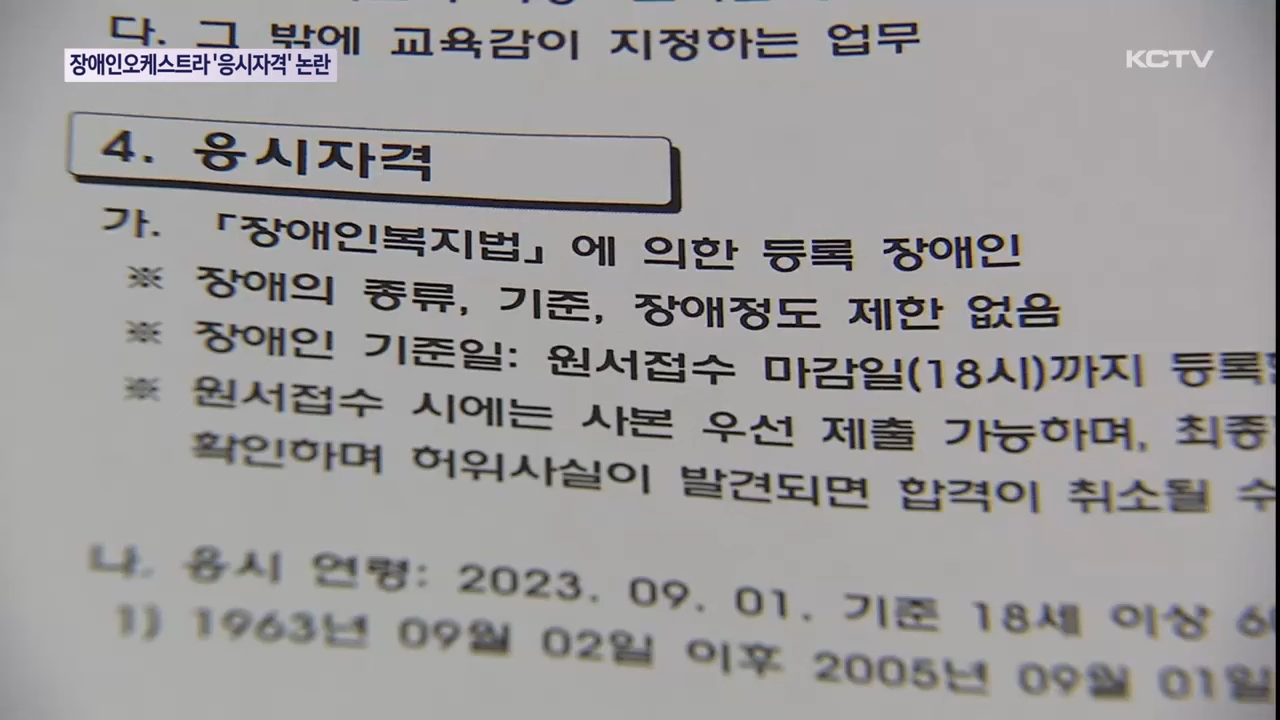 다. 그 밖에 교육감이 지정하는 업무
장애인오케스트라 '응시자격' 논란
KCTV
4. 응시자격
가. 「장애인복지법」에 의한 등록 장애인
※ 장애의 종류, 기준, 장애정도 제한 없음
※ 장애인 기준일: 원서접수 마감일(18시)까지 등록
※ 원서접수 시에는 사본 우선 제출 가능하며, 최종
확인하며 허위사실이 발견되면 합격이 취소될 수
나. 응시 연령: 2023. 09. 01. 기준 18세 이상
1) 1963년 09월 02일 이후 2005년 09월 01일